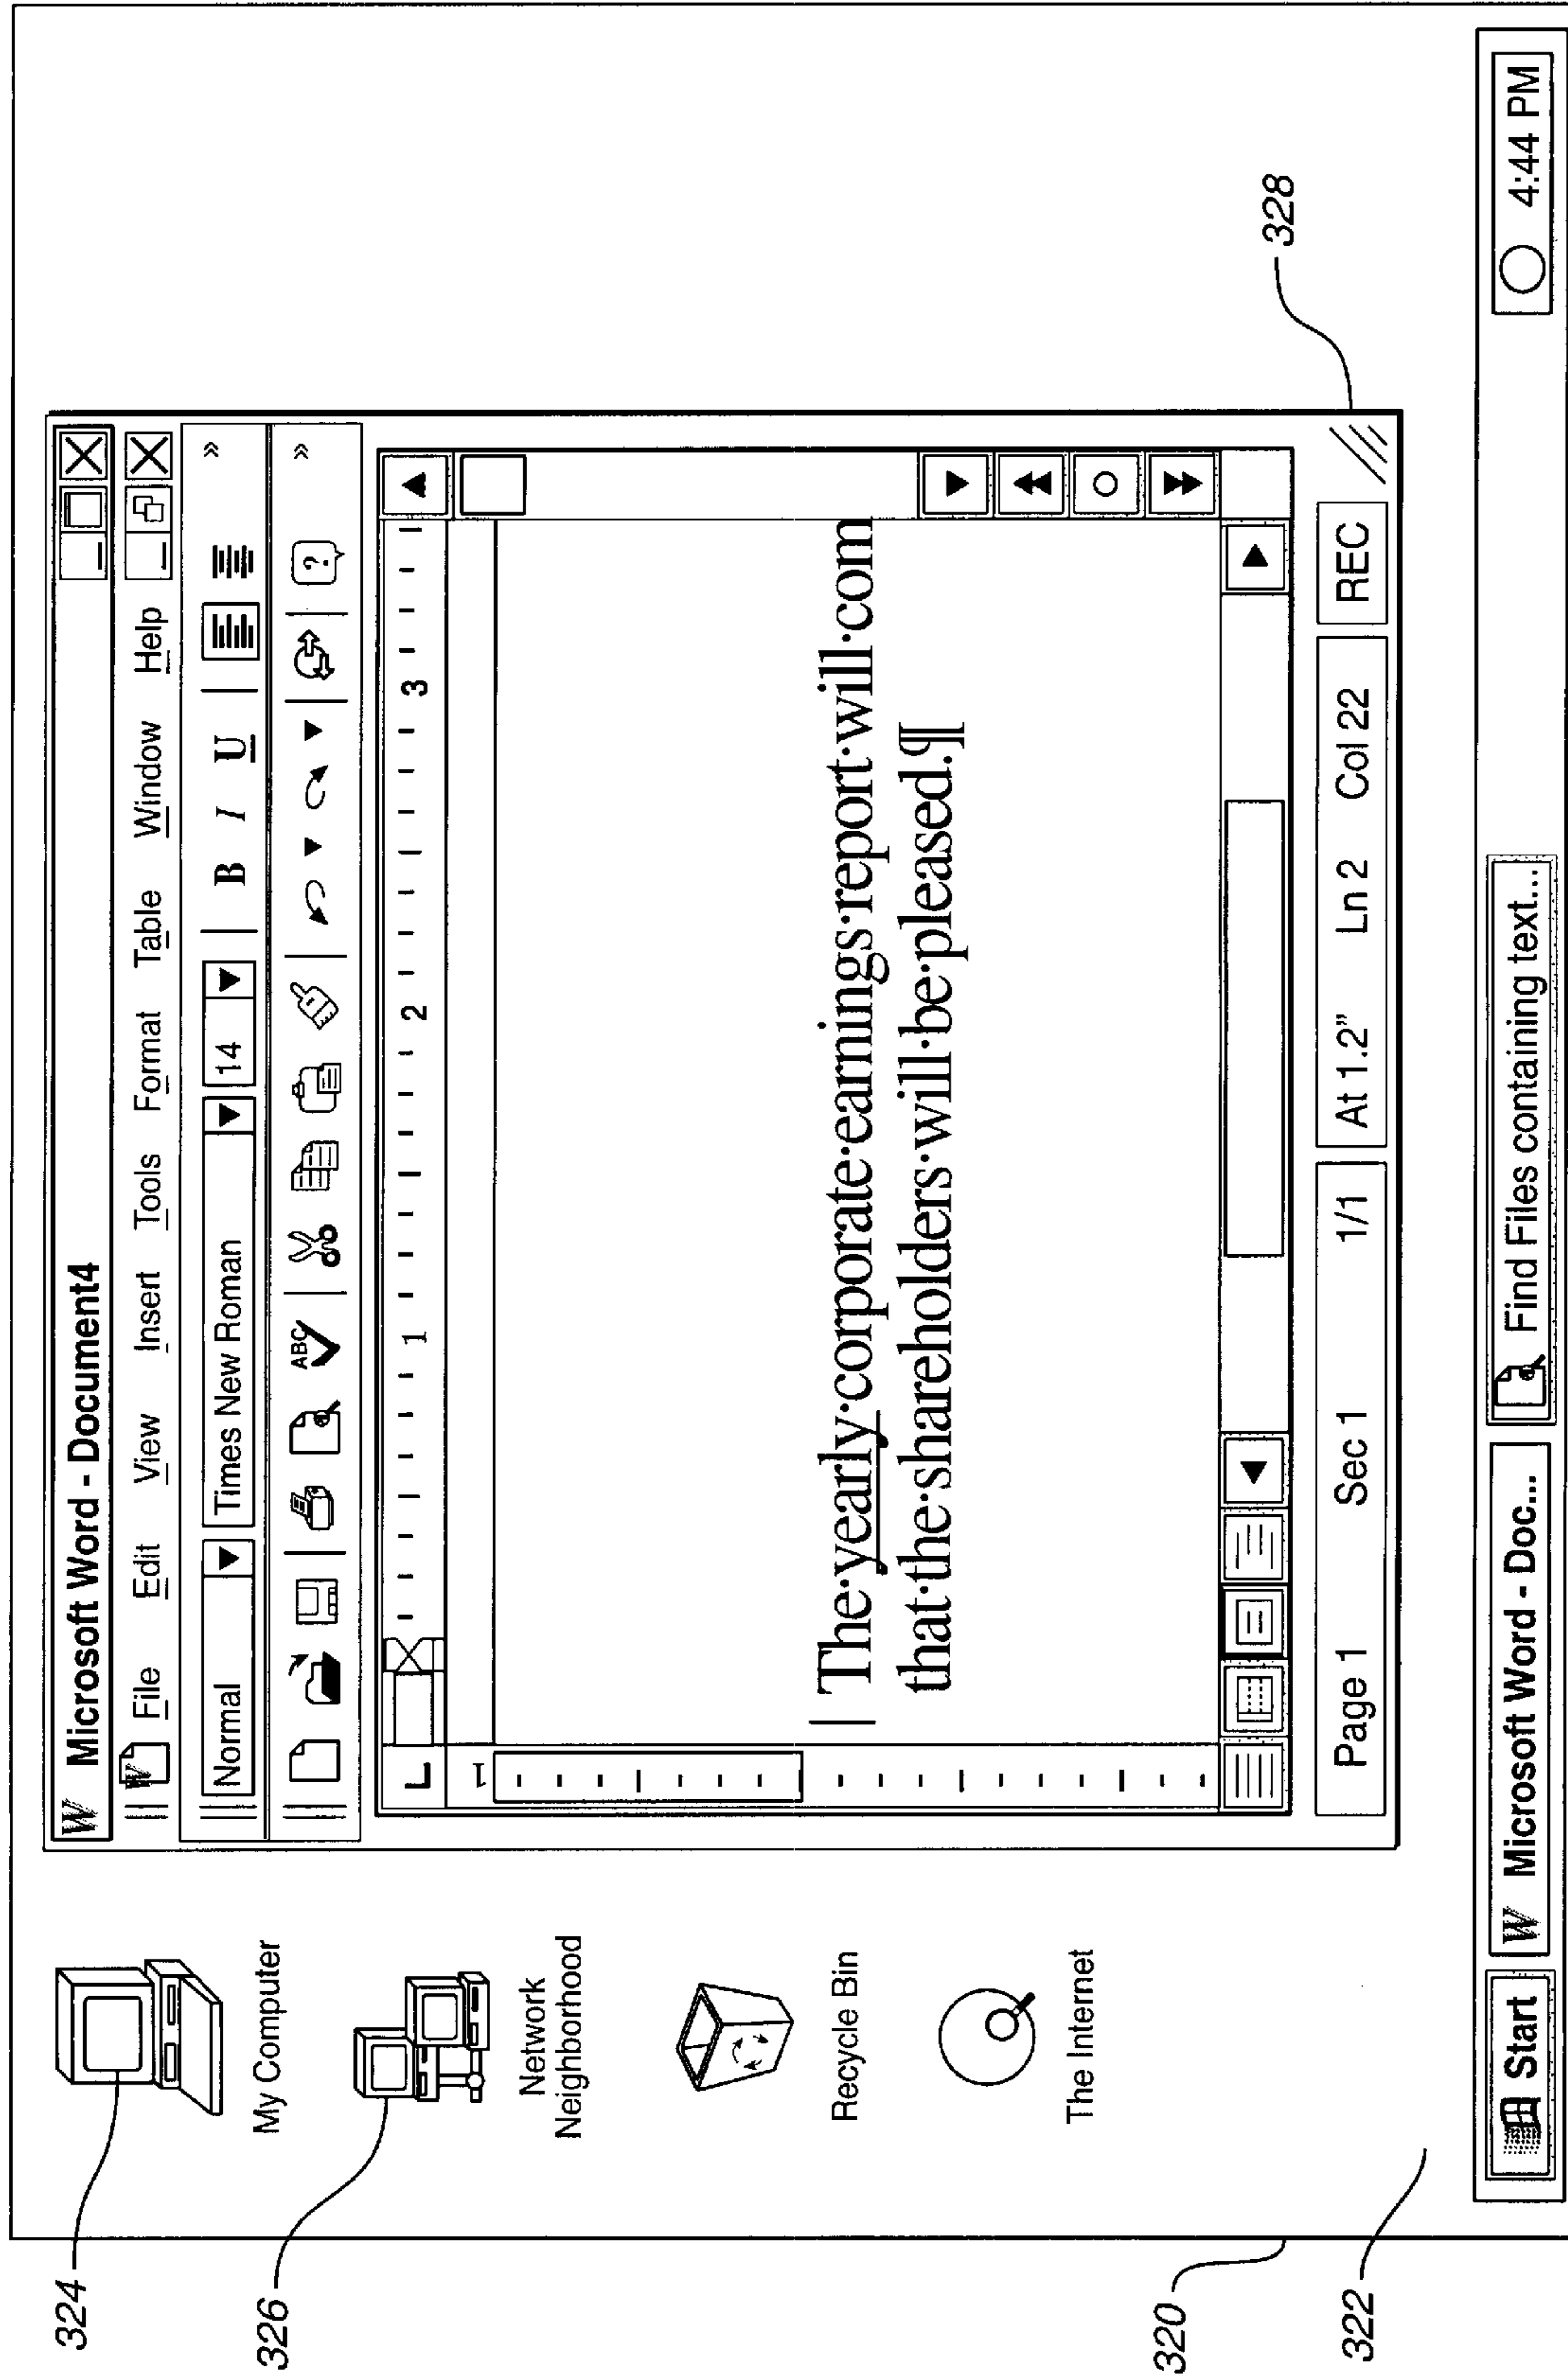 W Microsoft Word - Document4
W File Edit View Insert Tools Format Table Window Help
Normal Times New Roman 14 B I U »
ABC ? »
L 1 2 3
1
The·yearly·corporate·earnings·report·will·com
that·the·shareholders·will·be·pleased.¶
Page 1 Sec 1 1/1 At 1.2” Ln 2 Col 22 REC
324
My Computer
326
Network
Neighborhood
Recycle Bin
The Internet
328
320
322
Start W Microsoft Word - Doc... Find Files containing text... 4:44 PM